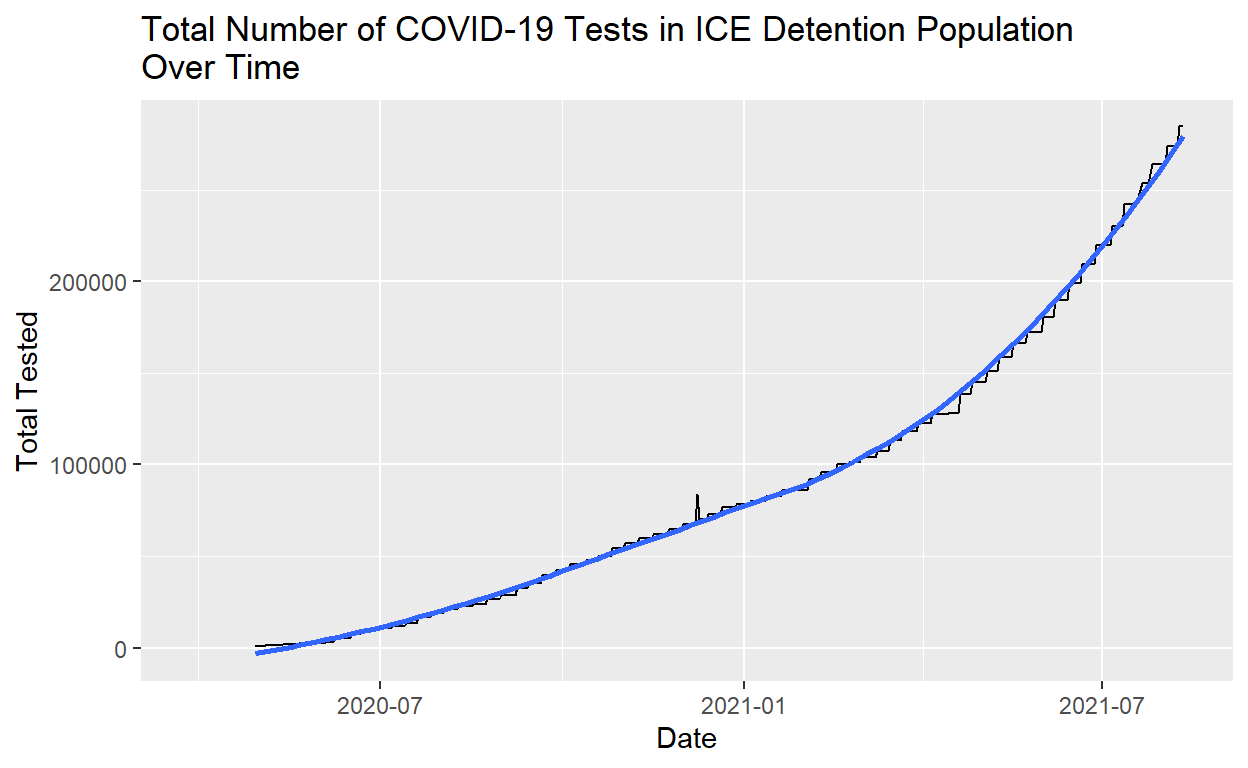 Total Number of COVID-19 Tests in ICE Detention Population
Over Time
Total Tested
200000
100000
0
2020-07
2021-01
2021-07
Date